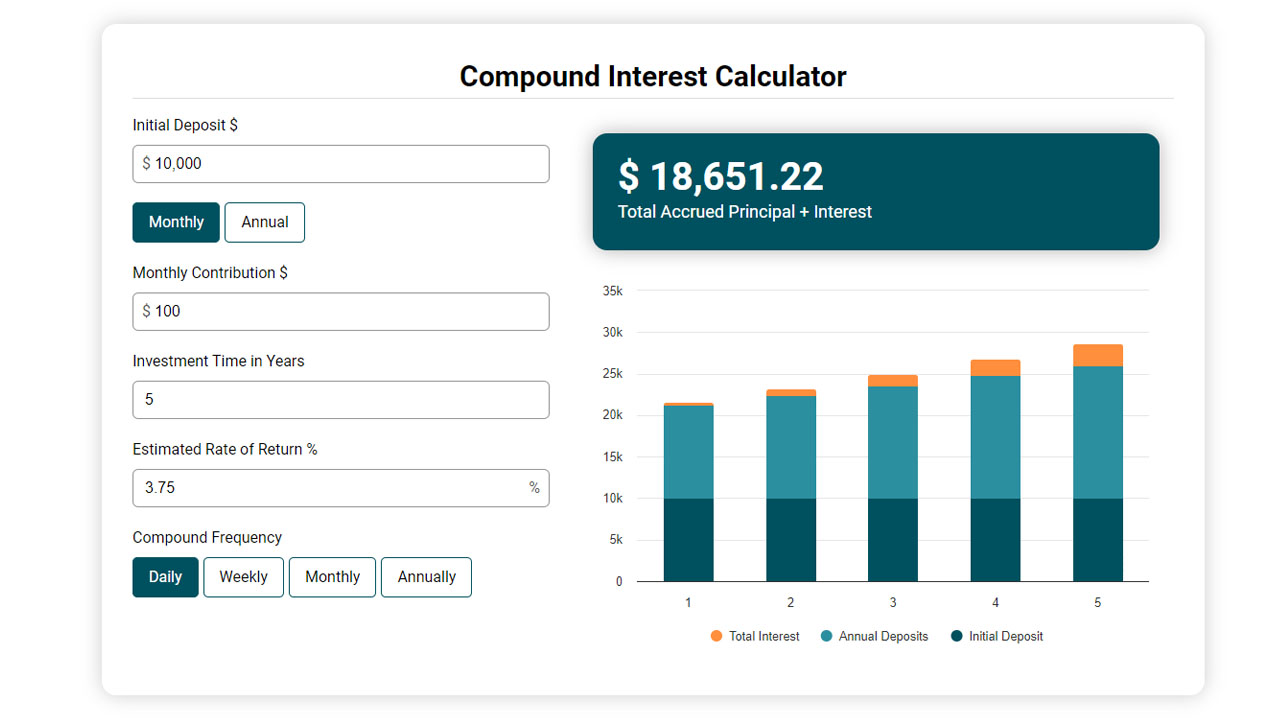 Compound Interest Calculator
Initial Deposit $
$ 10,000
Monthly Annual
Monthly Contribution $
$ 100
Investment Time in Years
5
Estimated Rate of Return %
3.75 %
Compound Frequency
Daily Weekly Monthly Annually
$ 18,651.22
Total Accrued Principal + Interest
35k
30k
25k
20k
15k
10k
5k
0
1 2 3 4 5
Total Interest Annual Deposits Initial Deposit